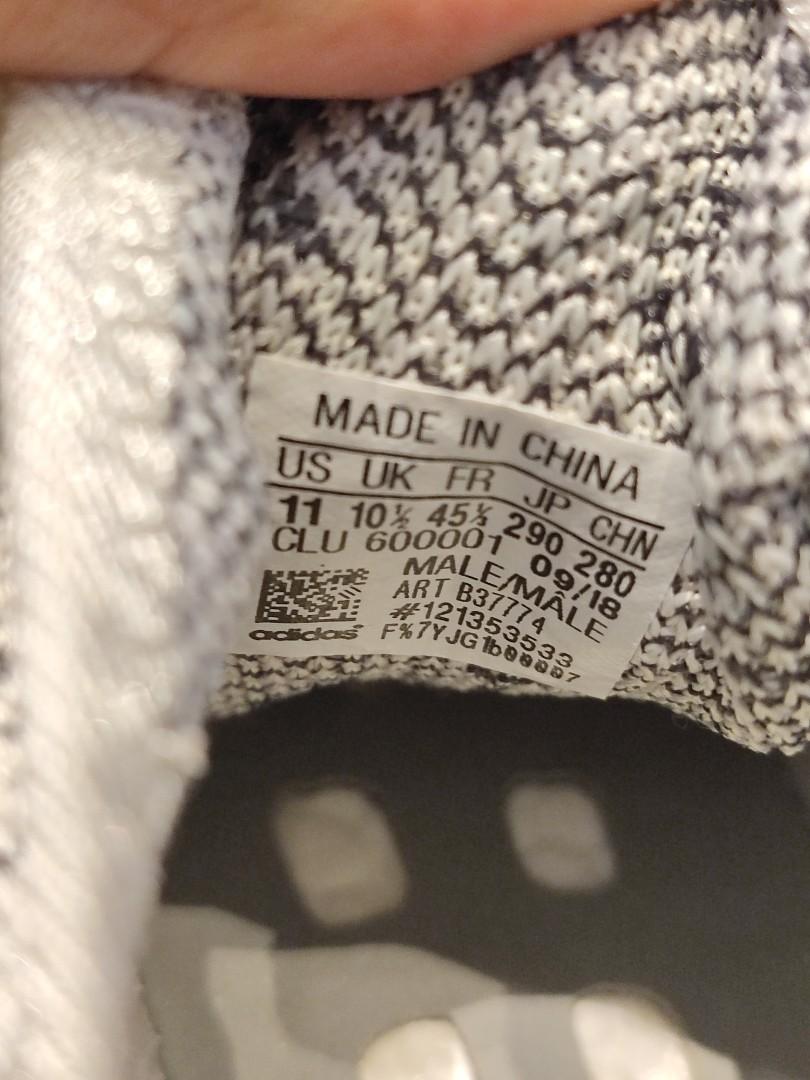 MADE IN CHINA
US UK FR JP CHN
11 10½ 45⅓ 290 280
CLU 600001 09/18
MALE/MÂLE
ART B37774
#121353533
adidas F%7YJG1b00007